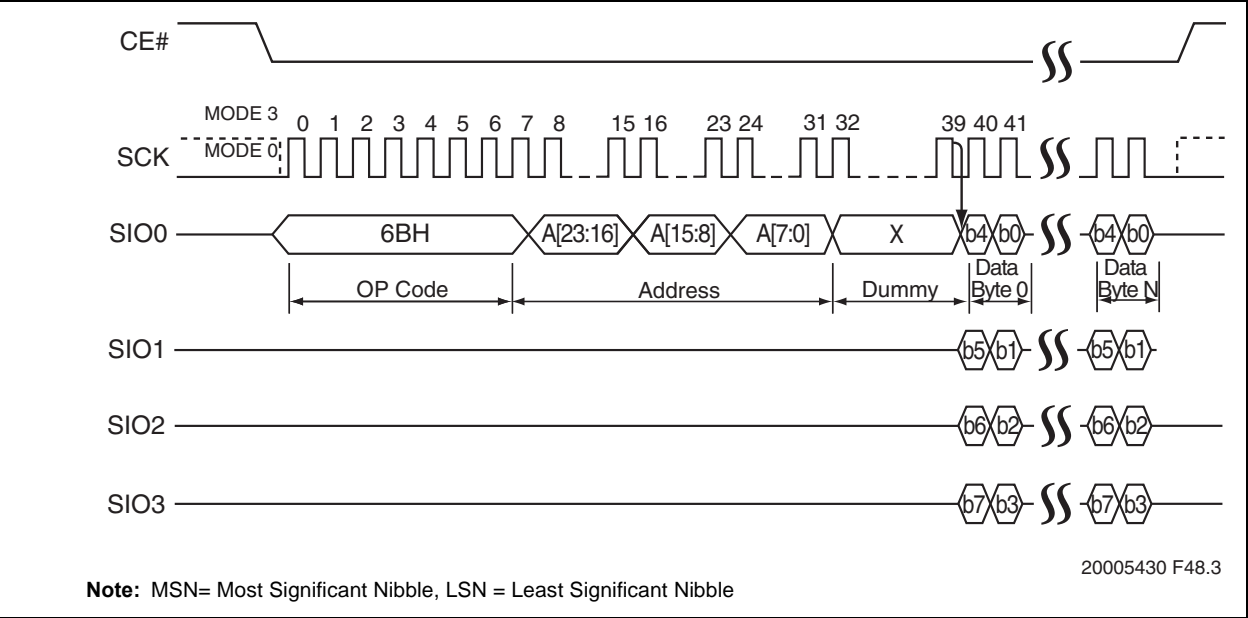 CE#
MODE 3
0 1 2 3 4 5 6 7 8 15 16 23 24 31 32 39 40 41
SCK
MODE 0
SIO0
6BH
A[23:16]
A[15:8]
A[7:0]
X
b4 b0
b4 b0
OP Code
Address
Dummy
Data
Byte 0
Data
Byte N
SIO1
b5 b1
b5 b1
SIO2
b6 b2
b6 b2
SIO3
b7 b3
b7 b3
20005430 F48.3
Note: MSN= Most Significant Nibble, LSN = Least Significant Nibble